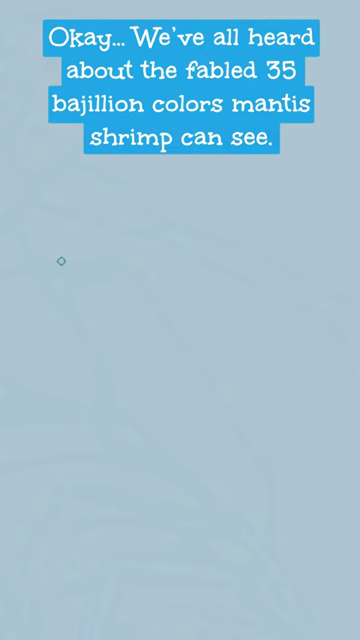 Okay... We've all heard
about the fabled 35
bajillion colors mantis
shrimp can see.